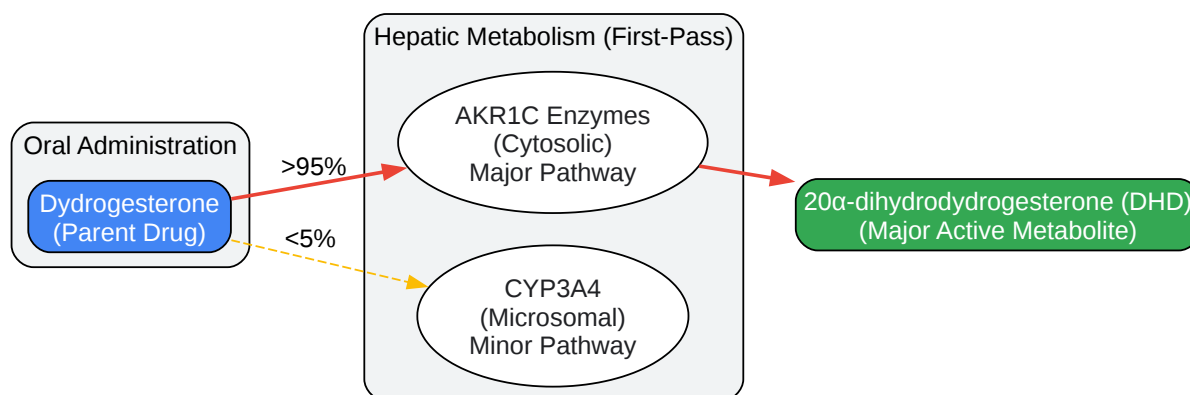 Hepatic Metabolism (First-Pass)
Oral Administration
Dydrogesterone
(Parent Drug)
>95%
<5%
AKR1C Enzymes
(Cytosolic)
Major Pathway
CYP3A4
(Microsomal)
Minor Pathway
20α-dihydrodydrogesterone (DHD)
(Major Active Metabolite)